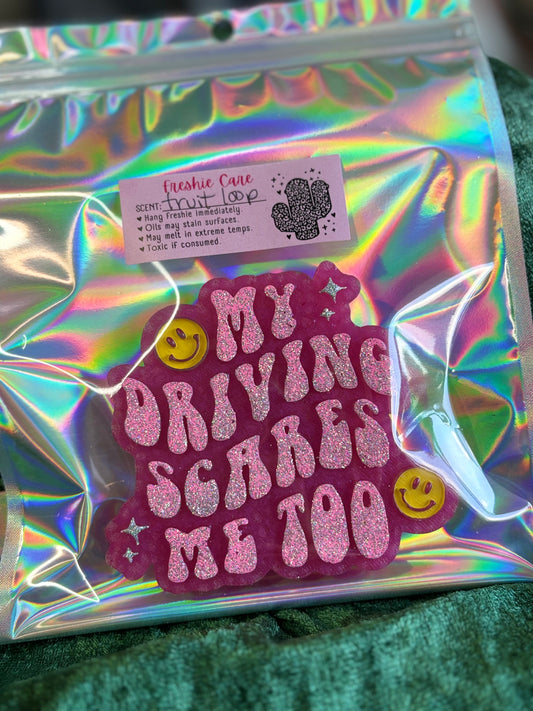 Freshie Care
SCENT: fruit loop
Hang Freshie immediately.
Oils may stain surfaces.
May melt in extreme temps.
Toxic if consumed.
MY
DRIVING
SCARES
ME TOO